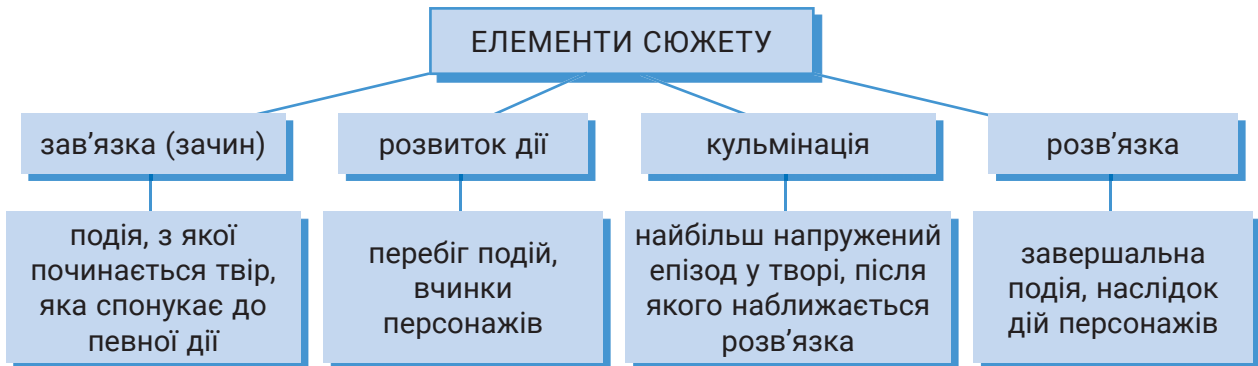 ЕЛЕМЕНТИ СЮЖЕТУ
зав'язка (зачин)
розвиток дії
кульмінація
розв'язка
подія, з якої
починається твір,
яка спонукає до
певної дії
перебіг подій,
вчинки
персонажів
найбільш напружений
епізод у творі, після
якого наближається
розв'язка
завершальна
подія, наслідок
дій персонажів